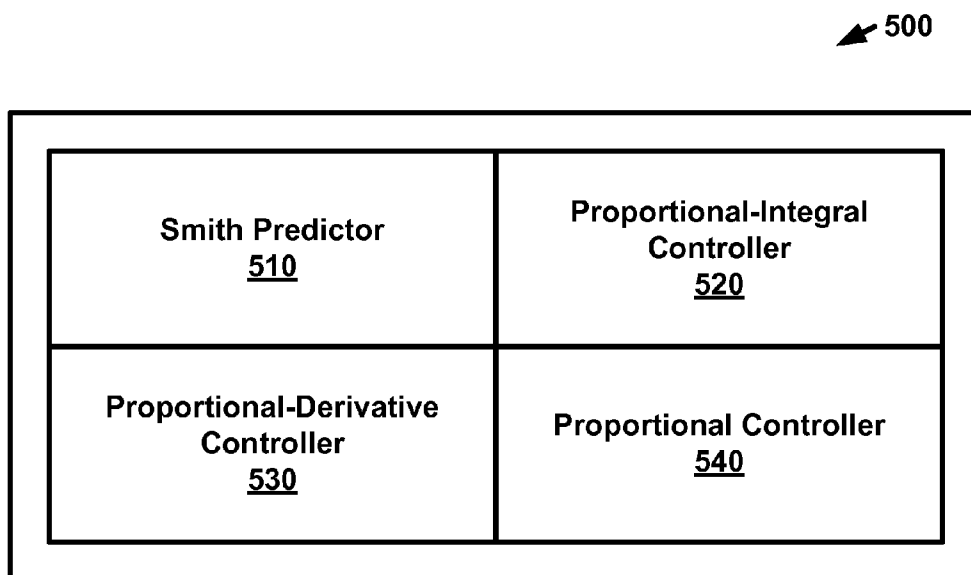 500
Smith Predictor
510
Proportional-Integral
Controller
520
Proportional-Derivative
Controller
530
Proportional Controller
540